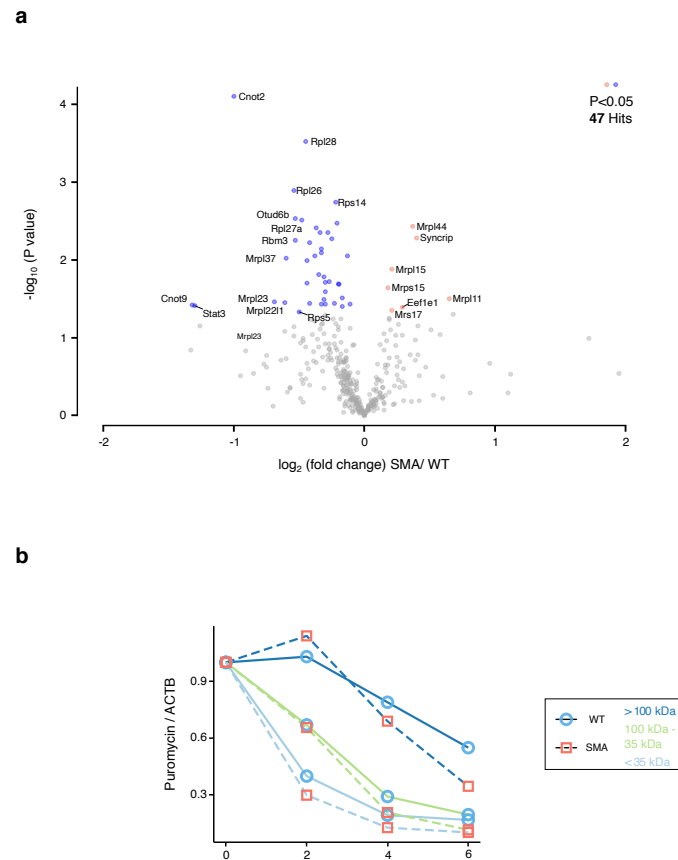 a
P<0.05
47 Hits
Cnot2
Rpl28
Rpl26
Rps14
Otud6b
Rpl27a
Rbm3
Mrpl37
Mrpl44
Syncrip
Mrpl15
Mrps15
Mrpl11
Eef1e1
Mrs17
Cnot9
Stat3
Mrpl23
Mrpl22l1
Rps5
Mrpl23
-log10 (P value)
4
3
2
1
0
-2
-1
0
1
2
log2 (fold change) SMA/ WT
b
Puromycin / ACTB
0.9
0.6
0.3
0
2
4
6
WT
SMA
>100 kDa
100 kDa -
35 kDa
<35 kDa